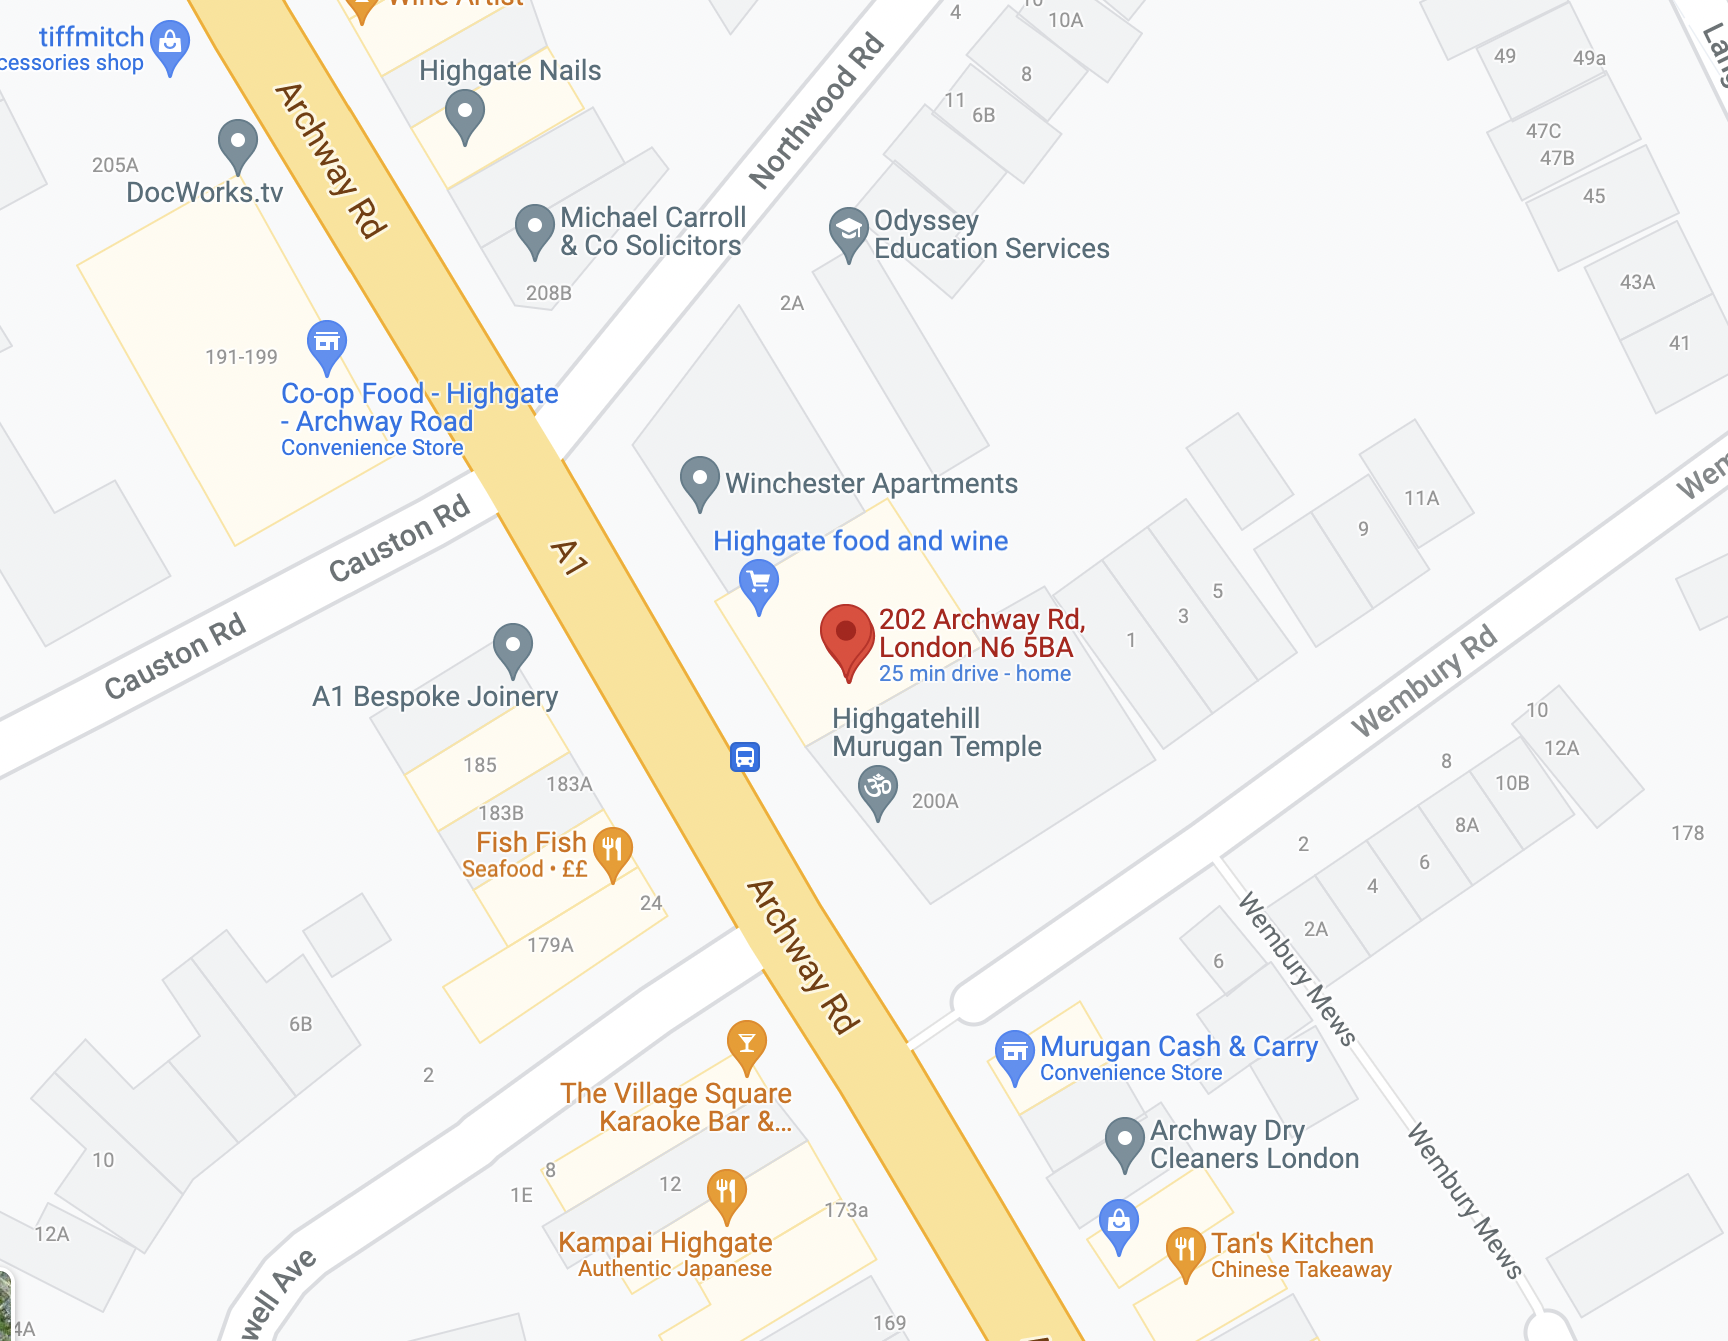 Wine Artist
tiffmitch
cessories shop
Highgate Nails
Archway Rd
Northwood Rd
4
10
10A
8
11
6B
49
49a
47C
47B
45
43A
41
205A
DocWorks.tv
Michael Carroll
& Co Solicitors
208B
Odyssey
Education Services
2A
191-199
Co-op Food - Highgate
- Archway Road
Convenience Store
Causton Rd
Causton Rd
A1
Winchester Apartments
Highgate food and wine
202 Archway Rd,
London N6 5BA
25 min drive - home
11A
9
5
3
1
Wembury Rd
A1 Bespoke Joinery
Highgatehill
Murugan Temple
200A
185
183A
183B
Fish Fish
Seafood • ££
24
179A
Archway Rd
10
12A
8
10B
8A
2
6
4
2A
178
6
Wembury Mews
6B
2
10
12A
4A
The Village Square
Karaoke Bar &...
8
1E
12
Kampai Highgate
Authentic Japanese
173a
169
well Ave
Murugan Cash & Carry
Convenience Store
Archway Dry
Cleaners London
Wembury Mews
Tan's Kitchen
Chinese Takeaway